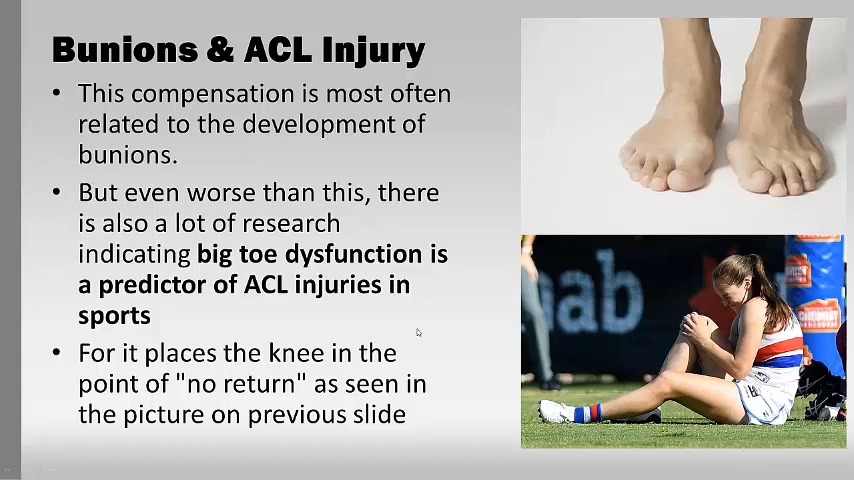 Bunions & ACL Injury
• This compensation is most often
related to the development of
bunions.
• But even worse than this, there
is also a lot of research
indicating big toe dysfunction is
a predictor of ACL injuries in
sports
• For it places the knee in the
point of "no return" as seen in
the picture on previous slide
nab
CHEMIST